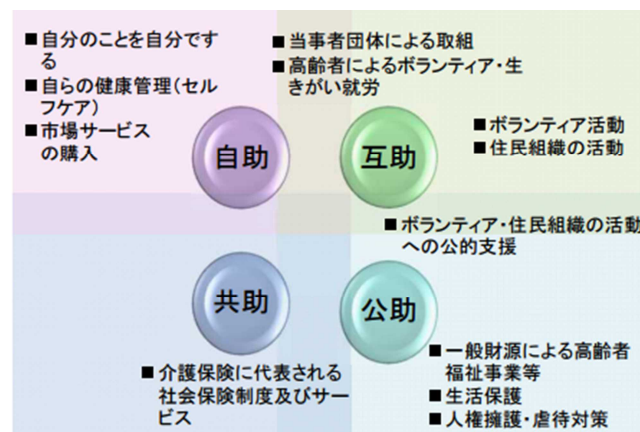 ■自分のことを自分です
る
■自らの健康管理(セル
フケア)
■市場サービス
の購入
■当事者団体による取組
■高齢者によるボランティア・生
きがい就労
■ボランティア活動
■住民組織の活動
自助
互助
■ボランティア・住民組織の活動
への公的支援
共助
公助
■介護保険に代表される
社会保険制度及びサー
ビス
■一般財源による高齢者
福祉事業等
■生活保護
■人権擁護・虐待対策